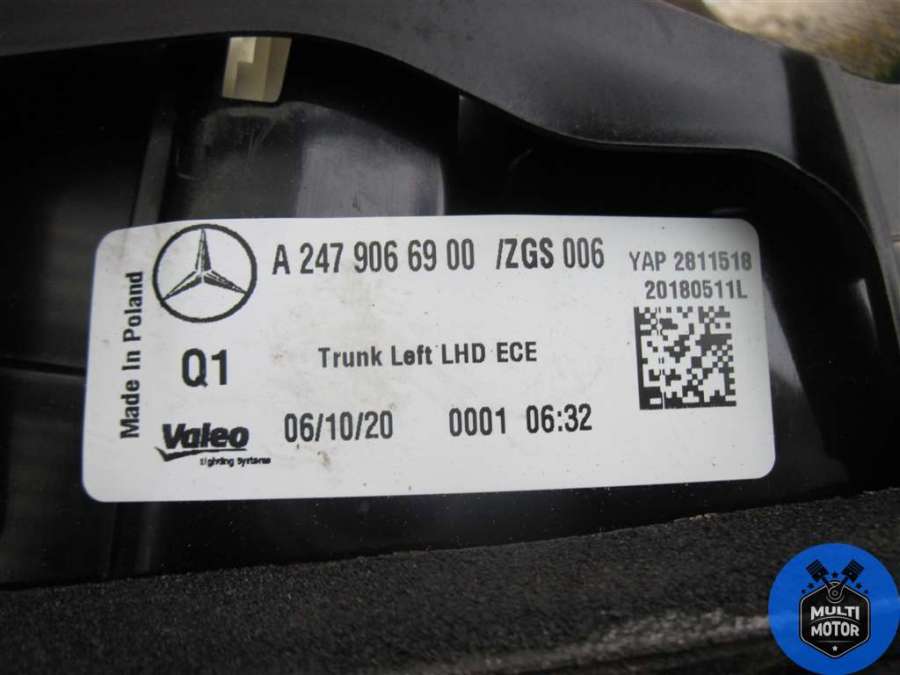 Made In Poland
A 247 906 69 00 /ZGS 006
YAP 2811518
20180511L
Q1
Trunk Left LHD ECE
Valeo
Lighting Systems
06/10/20 0001 06:32
MULTI
MOTOR